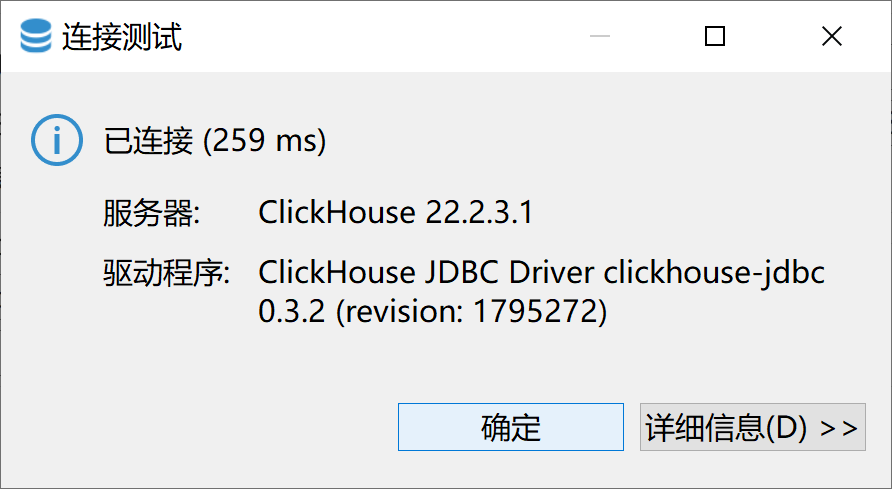 连接测试
已连接 (259 ms)
服务器: ClickHouse 22.2.3.1
驱动程序: ClickHouse JDBC Driver clickhouse-jdbc
0.3.2 (revision: 1795272)
确定 详细信息(D) >>